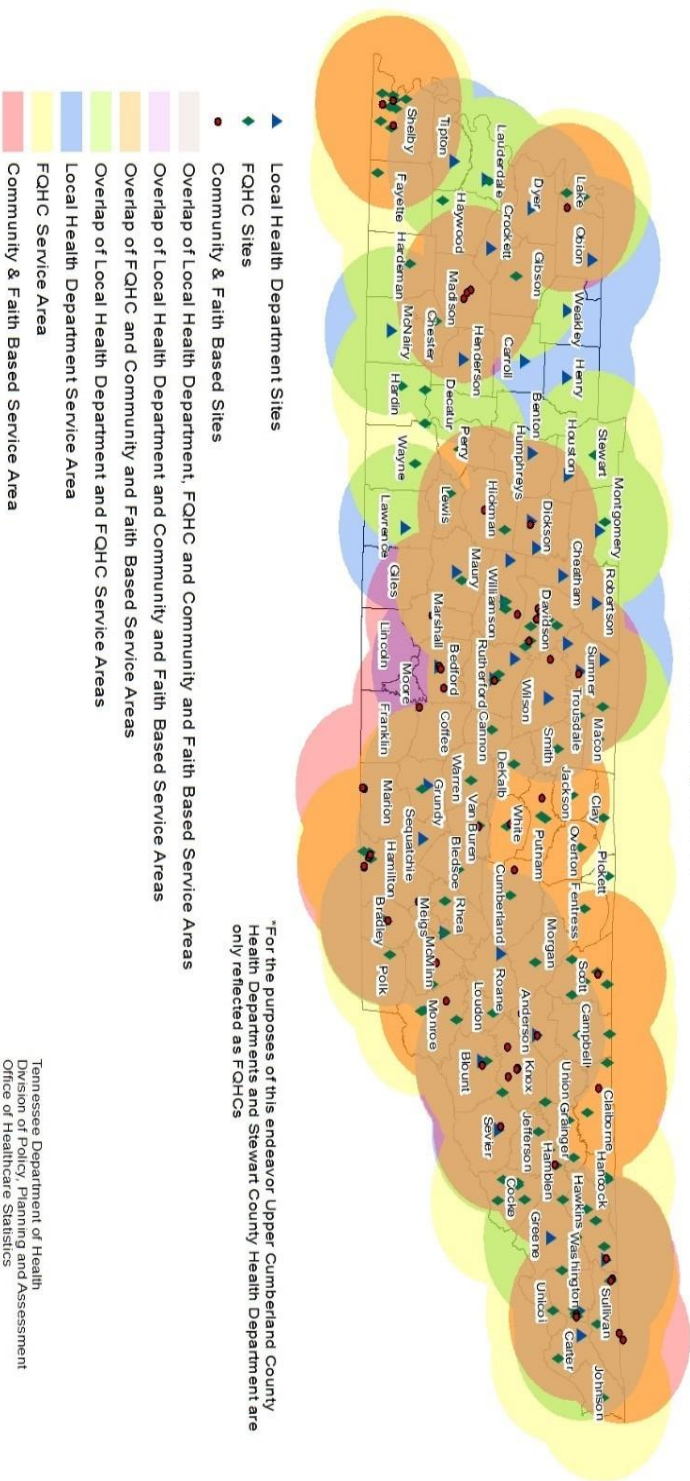 Lake
Obion
Weakley
Henry
Stewart
Montgomery
Robertson
Sumner
Macon
Clay
Pickett
Scott
Campbell
Claiborne
Hancock
Hawkins
Sullivan
Johnson
Dyer
Gibson
Carroll
Benton
Houston
Humphreys
Dickson
Cheatham
Davidson
Trousdale
Wilson
Smith
Jackson
Overton
Fentress
Putnam
Morgan
Anderson
Union
Grainger
Hamblen
Washington
Greene
Unicoi
Carter
Lauderdale
Crockett
Tipton
Haywood
Madison
Henderson
Decatur
Perry
Hickman
Williamson
Rutherford
Cannon
DeKalb
White
Cumberland
Roane
Knox
Jefferson
Sevier
Cocke
Shelby
Fayette
Hardeman
Chester
McNairy
Hardin
Wayne
Lewis
Maury
Lawrence
Giles
Marshall
Bedford
Lincoln
Moore
Franklin
Coffee
Warren
Van Buren
Grundy
Sequatchie
Bledsoe
Marion
Hamilton
Rhea
Meigs
McMinn
Bradley
Polk
Loudon
Monroe
Blount
Local Health Department Sites
FQHC Sites
Community & Faith Based Sites
Overlap of Local Health Department, FQHC and Community and Faith Based Service Areas
Overlap of Local Health Department and Community and Faith Based Service Areas
Overlap of FQHC and Community and Faith Based Service Areas
Overlap of Local Health Department and FQHC Service Areas
Local Health Department Service Area
FQHC Service Area
Community & Faith Based Service Area
*For the purposes of this endeavor Upper Cumberland County
Health Departments and Stewart County Health Department are
only reflected as FQHCs
Tennessee Department of Health
Division of Policy, Planning and Assessment
Office of Healthcare Statistics